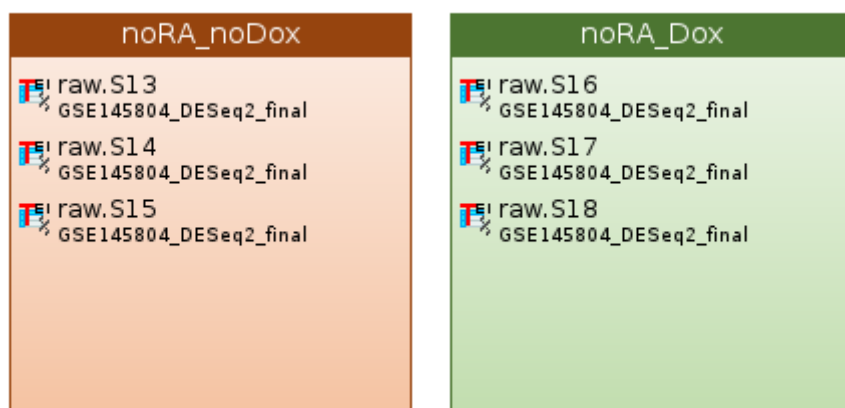 noRA_noDox
raw.S13
GSE145804_DESeq2_final
raw.S14
GSE145804_DESeq2_final
raw.S15
GSE145804_DESeq2_final
noRA_Dox
raw.S16
GSE145804_DESeq2_final
raw.S17
GSE145804_DESeq2_final
raw.S18
GSE145804_DESeq2_final